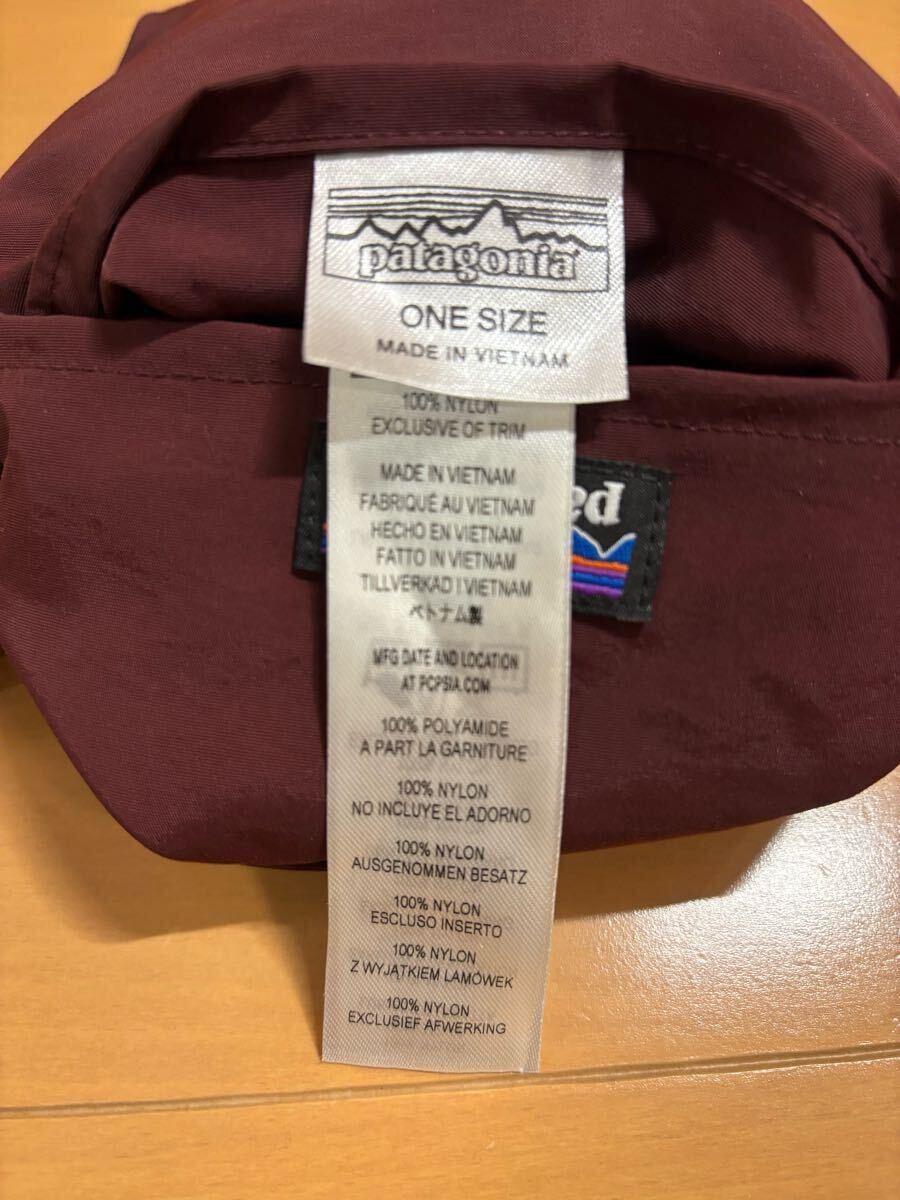 patagonia
ONE SIZE
MADE IN VIETNAM
100% NYLON
EXCLUSIVE OF TRIM
MADE IN VIETNAM
FABRIQUÉ AU VIETNAM
HECHO EN VIETNAM
FATTO IN VIETNAM
TILLVERKAD I VIETNAM
ベトナム製
MFG DATE AND LOCATION
AT PCPSIA.COM
100% POLYAMIDE
A PART LA GARNITURE
100% NYLON
NO INCLUYE EL ADORNO
100% NYLON
AUSGENOMMEN BESATZ
100% NYLON
ESCLUSO INSERTO
100% NYLON
Z WYJĄTKIEM LAMÓWEK
100% NYLON
EXCLUSIEF AFWERKING